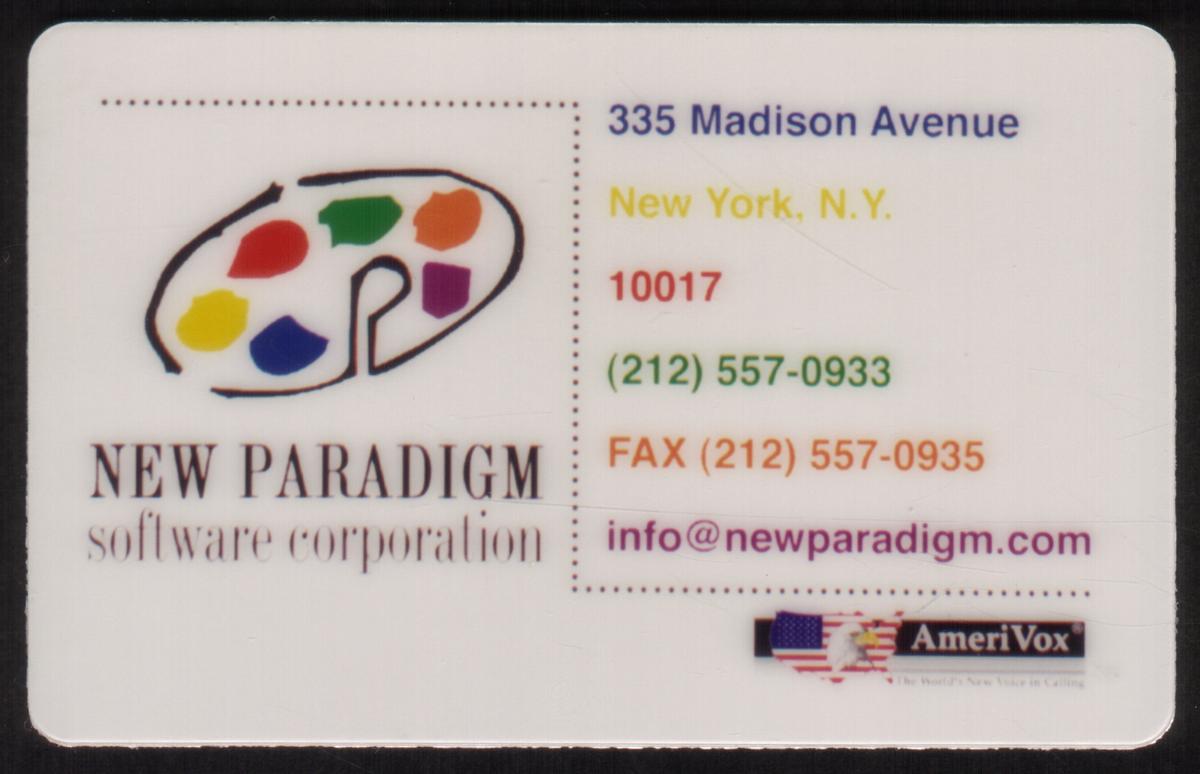 NEW PARADIGM
software corporation
335 Madison Avenue
New York, N.Y.
10017
(212) 557-0933
FAX (212) 557-0935
info@newparadigm.com
AmeriVox®
The World's New Voice in Calling